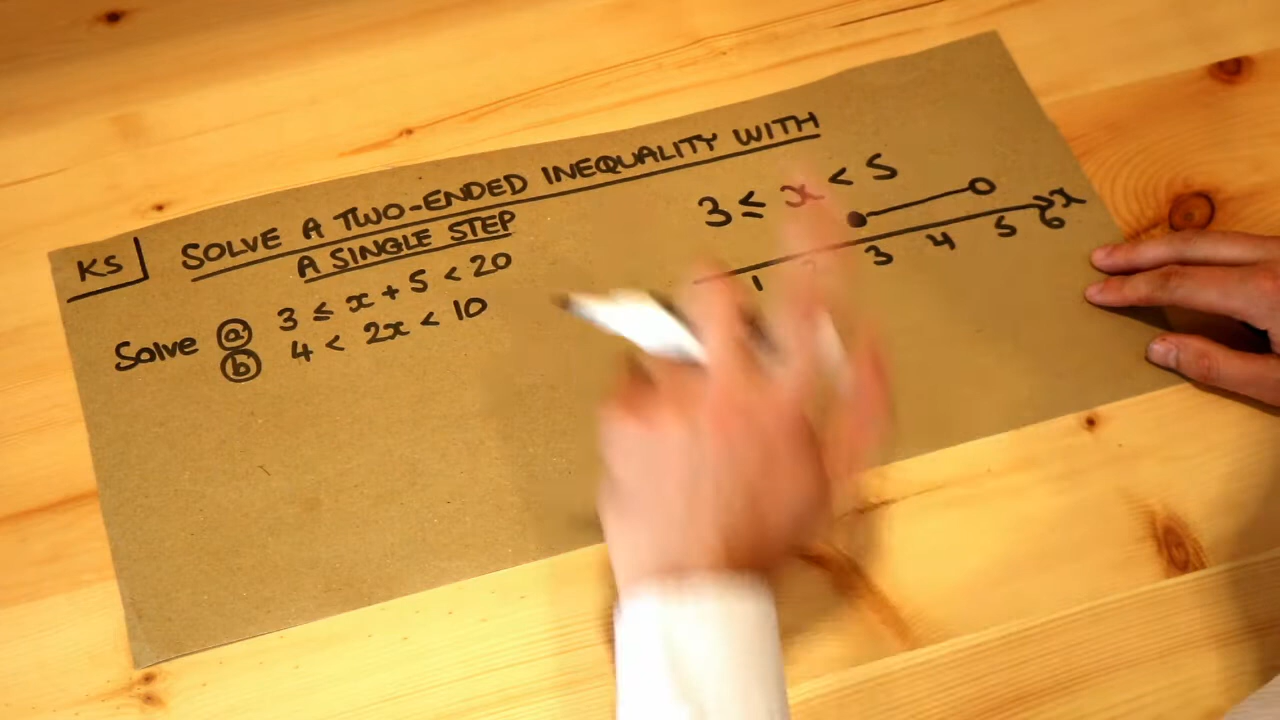 KS
SOLVE A TWO-ENDED INEQUALITY WITH
A SINGLE STEP
Solve ⓐ 3 ≤ x + 5 < 20
ⓑ 4 < 2x < 10
3 ≤ x < 5
1 3 4 5 6 x